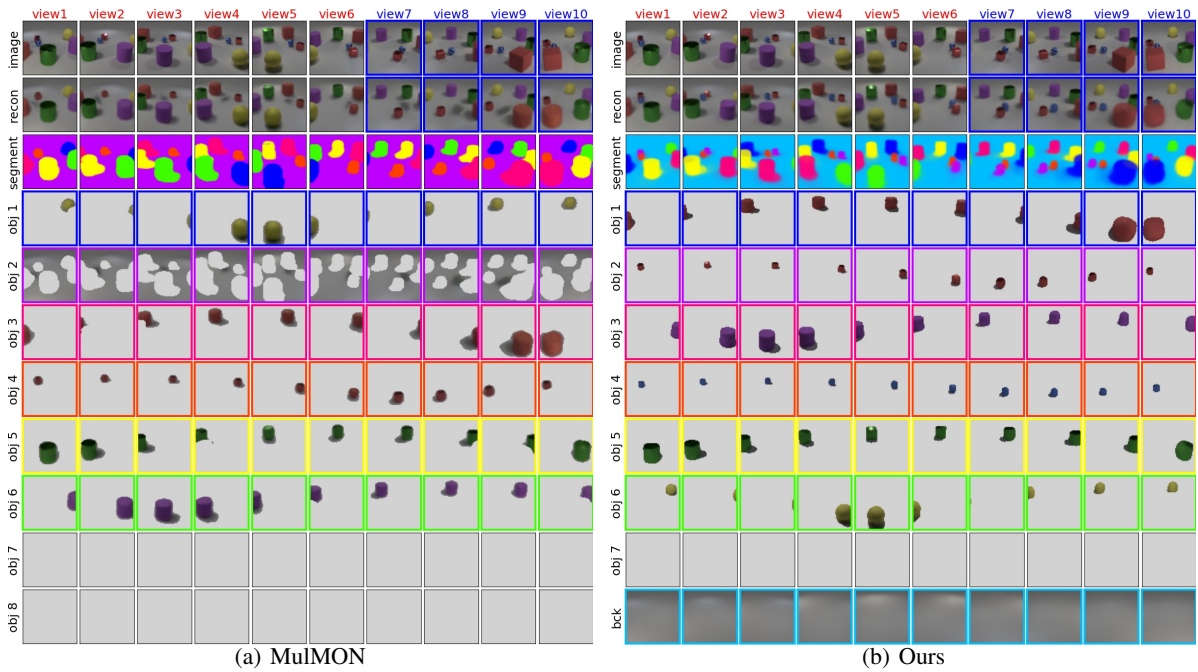 view1 view2 view3 view4 view5 view6 view7 view8 view9 view10
image
recon
segment
obj 1
obj 2
obj 3
obj 4
obj 5
obj 6
obj 7
obj 8
(a) MulMON
view1 view2 view3 view4 view5 view6 view7 view8 view9 view10
image
recon
segment
obj 1
obj 2
obj 3
obj 4
obj 5
obj 6
obj 7
bck
(b) Ours